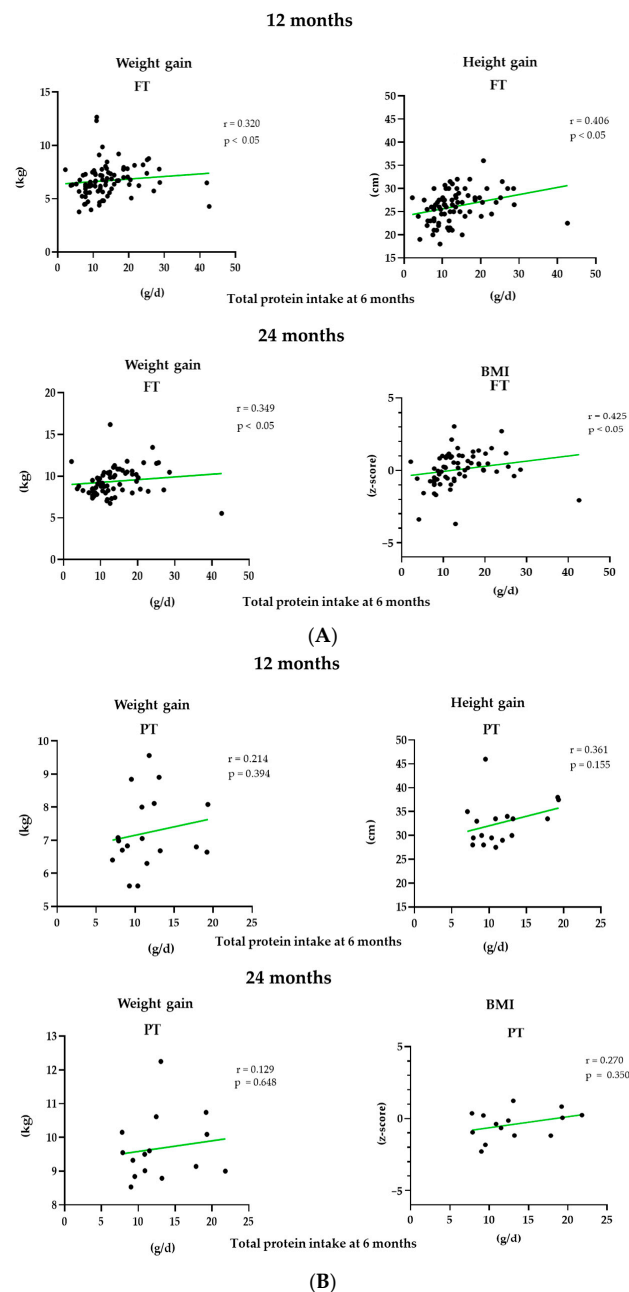 12 months
Weight gain
FT
r = 0.320
p < 0.05
15
10
5
0
(kg)
0 10 20 30 40 50
(g/d)
Height gain
FT
r = 0.406
p < 0.05
50
45
40
35
30
25
20
15
(cm)
0 10 20 30 40 50
(g/d)
Total protein intake at 6 months
24 months
Weight gain
FT
r = 0.349
p < 0.05
20
15
10
5
0
(kg)
0 10 20 30 40 50
(g/d)
BMI
FT
r = 0.425
p < 0.05
5
0
−5
(z-score)
0 10 20 30 40 50
(g/d)
Total protein intake at 6 months
(A)
12 months
Weight gain
PT
r = 0.214
p = 0.394
10
9
8
7
6
5
(kg)
0 5 10 15 20 25
(g/d)
Height gain
PT
r = 0.361
p = 0.155
50
45
40
35
30
25
20
15
(cm)
0 5 10 15 20 25
(g/d)
Total protein intake at 6 months
24 months
Weight gain
PT
r = 0.129
p = 0.648
13
12
11
10
9
8
(kg)
0 5 10 15 20 25
(g/d)
BMI
PT
r = 0.270
p = 0.350
5
0
−5
(z-score)
0 5 10 15 20 25
(g/d)
Total protein intake at 6 months
(B)